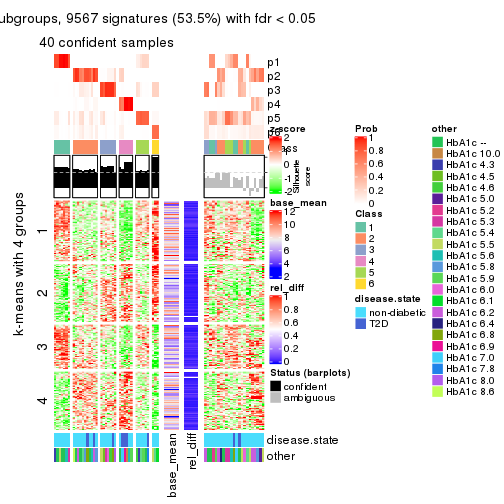 ubgroups, 9567 signatures (53.5%) with fdr < 0.05
40 confident samples
p1
p2
p3
p4
p5
Class
Silhouette
score
k-means with 4 groups
1
2
3
4
base_mean
rel_diff
disease.state
other
z-score
2
1
0
-1
-2
base_mean
12
10
8
6
4
2
rel_diff
1
0.8
0.6
0.4
0.2
0
Status (barplots)
confident
ambiguous
Prob
1
0.8
0.6
0.4
0.2
0
Class
1
2
3
4
5
6
disease.state
non-diabetic
T2D
other
HbA1c --
HbA1c 10.0
HbA1c 4.3
HbA1c 4.5
HbA1c 4.6
HbA1c 5.0
HbA1c 5.2
HbA1c 5.3
HbA1c 5.4
HbA1c 5.5
HbA1c 5.6
HbA1c 5.8
HbA1c 5.9
HbA1c 6.0
HbA1c 6.1
HbA1c 6.2
HbA1c 6.4
HbA1c 6.8
HbA1c 6.9
HbA1c 7.0
HbA1c 7.8
HbA1c 8.0
HbA1c 8.6